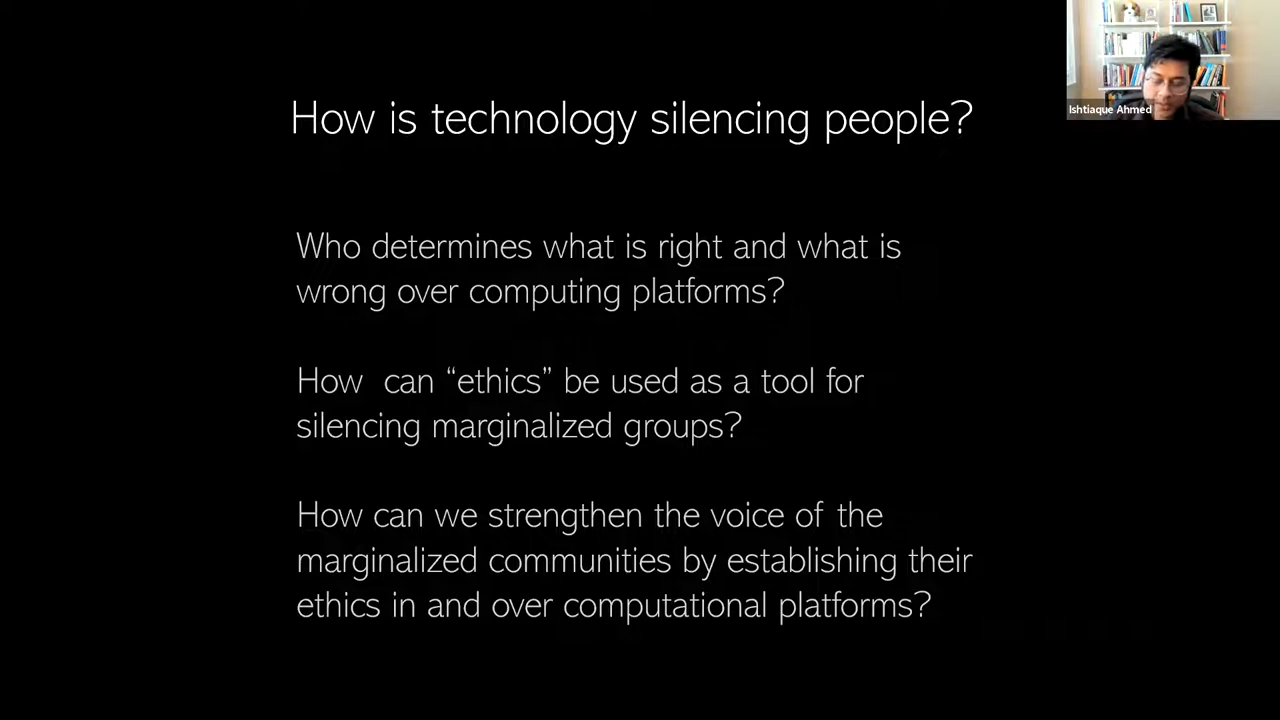 How is technology silencing people?
Ishtiaque Ahmed
Who determines what is right and what is
wrong over computing platforms?
How can “ethics” be used as a tool for
silencing marginalized groups?
How can we strengthen the voice of the
marginalized communities by establishing their
ethics in and over computational platforms?